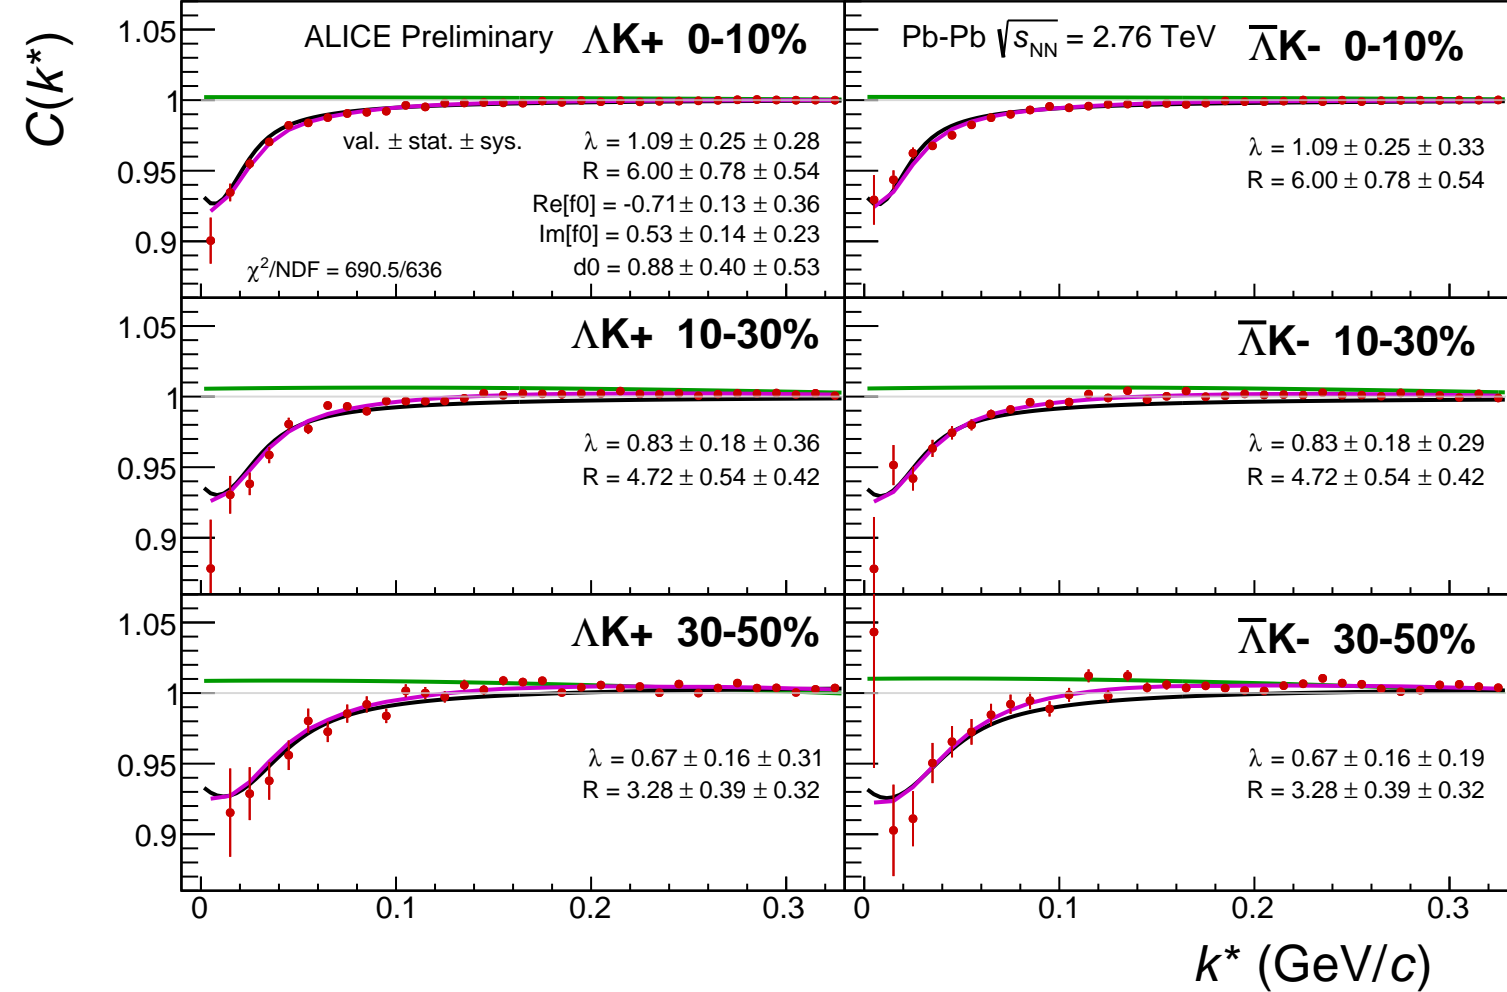 C(k*)
ALICE Preliminary ΛK+ 0-10%
val. ± stat. ± sys.
λ = 1.09 ± 0.25 ± 0.28
R = 6.00 ± 0.78 ± 0.54
Re[f0] = -0.71± 0.13 ± 0.36
Im[f0] = 0.53 ± 0.14 ± 0.23
d0 = 0.88 ± 0.40 ± 0.53
χ²/NDF = 690.5/636
1.05
1
0.95
0.9
Pb-Pb √sNN = 2.76 TeV Λ̅K- 0-10%
λ = 1.09 ± 0.25 ± 0.33
R = 6.00 ± 0.78 ± 0.54
ΛK+ 10-30%
λ = 0.83 ± 0.18 ± 0.36
R = 4.72 ± 0.54 ± 0.42
1.05
1
0.95
0.9
Λ̅K- 10-30%
λ = 0.83 ± 0.18 ± 0.29
R = 4.72 ± 0.54 ± 0.42
ΛK+ 30-50%
λ = 0.67 ± 0.16 ± 0.31
R = 3.28 ± 0.39 ± 0.32
1.05
1
0.95
0.9
Λ̅K- 30-50%
λ = 0.67 ± 0.16 ± 0.19
R = 3.28 ± 0.39 ± 0.32
0 0.1 0.2 0.3 0 0.1 0.2 0.3
k* (GeV/c)